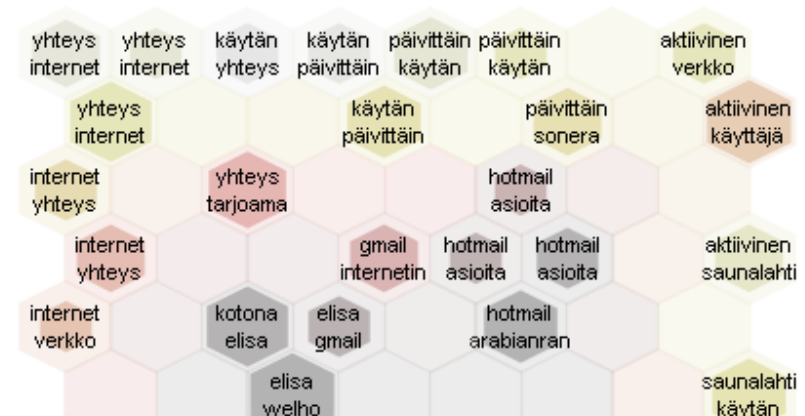 yhteys yhteys käytän käytän päivittäin päivittäin aktiivinen
internet internet yhteys päivittäin käytän käytän verkko
yhteys käytän päivittäin aktiivinen
internet päivittäin sonera käyttäjä
internet yhteys hotmail
yhteys tarjoama asioita
internet gmail hotmail hotmail aktiivinen
yhteys internetin asioita asioita saunalahti
internet kotona elisa hotmail
verkko elisa gmail arabianran
elisa saunalahti
welho käytän